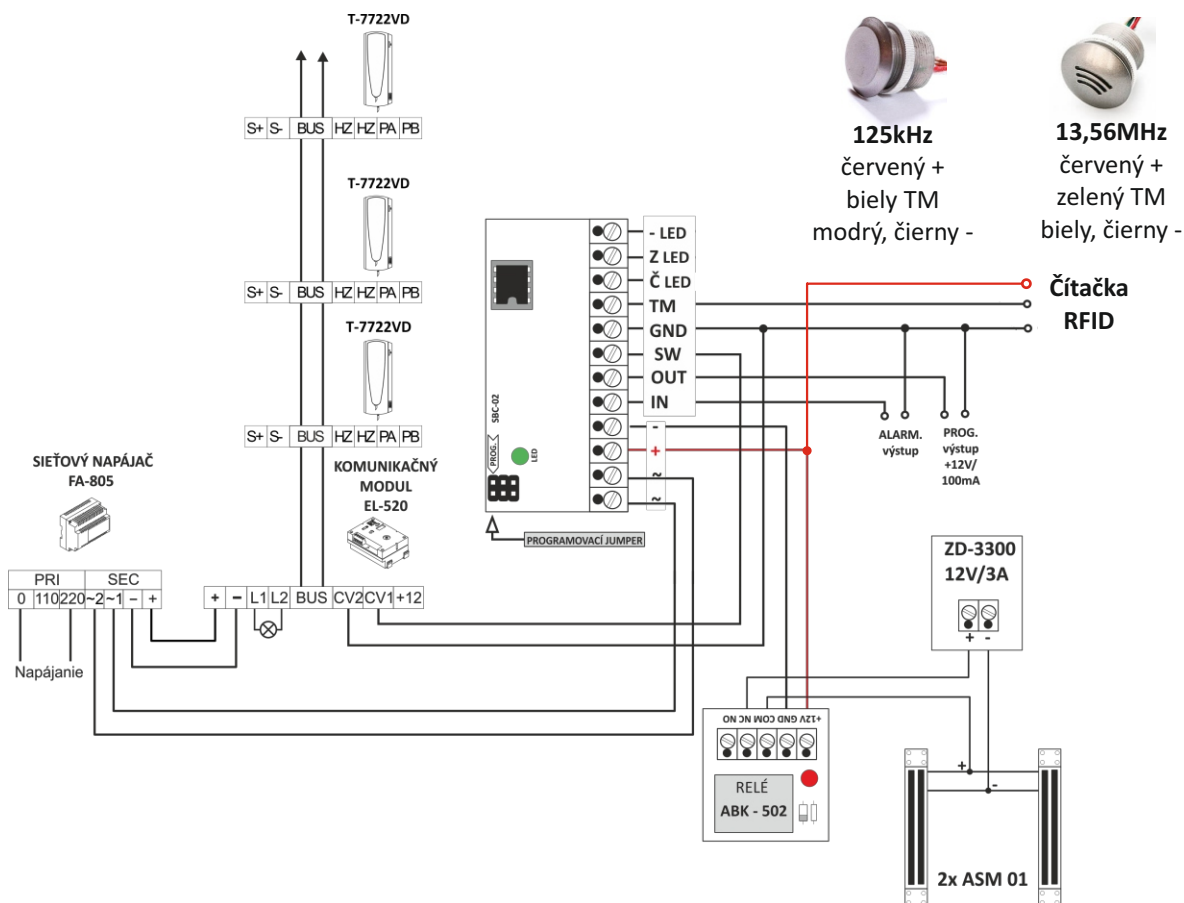 T-7722VD
S+ S- BUS HZ HZ PA PB
T-7722VD
S+ S- BUS HZ HZ PA PB
T-7722VD
S+ S- BUS HZ HZ PA PB
125kHz
červený +
biely TM
modrý, čierny -
13,56MHz
červený +
zelený TM
biely, čierny -
Čítačka
RFID
- LED
Z LED
Č LED
TM
GND
SW
OUT
IN
-
+
~
~
SBC-02
PROG.
LED
PROGRAMOVACÍ JUMPER
ALARM.
výstup
PROG.
výstup
+12V/
100mA
SIEŤOVÝ NAPÁJAČ
FA-805
KOMUNIKAČNÝ
MODUL
EL-520
PRI SEC
0 110 220 ~2 ~1 − +
Napájanie
+ − L1 L2 BUS CV2 CV1 +12
ZD-3300
12V/3A
+ -
+12V GND COM NC NO
RELÉ
ABK - 502
+
-
2x ASM 01